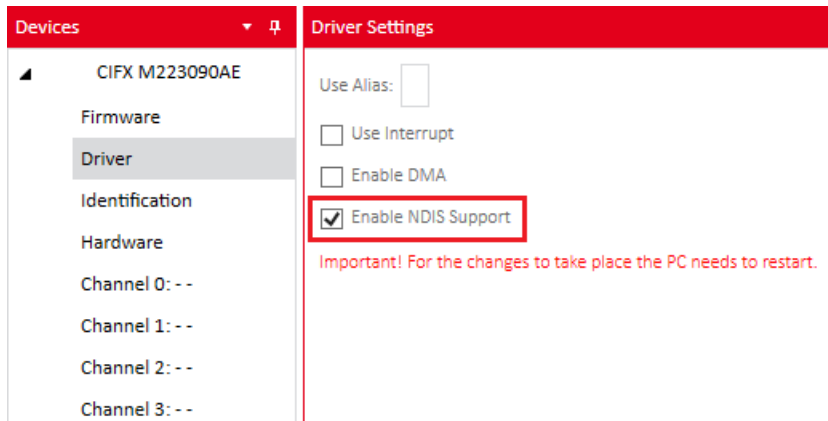 Devices
CIFX M223090AE
Firmware
Driver
Identification
Hardware
Channel 0: - -
Channel 1: - -
Channel 2: - -
Channel 3: - -
Driver Settings
Use Alias:
Use Interrupt
Enable DMA
Enable NDIS Support
Important! For the changes to take place the PC needs to restart.